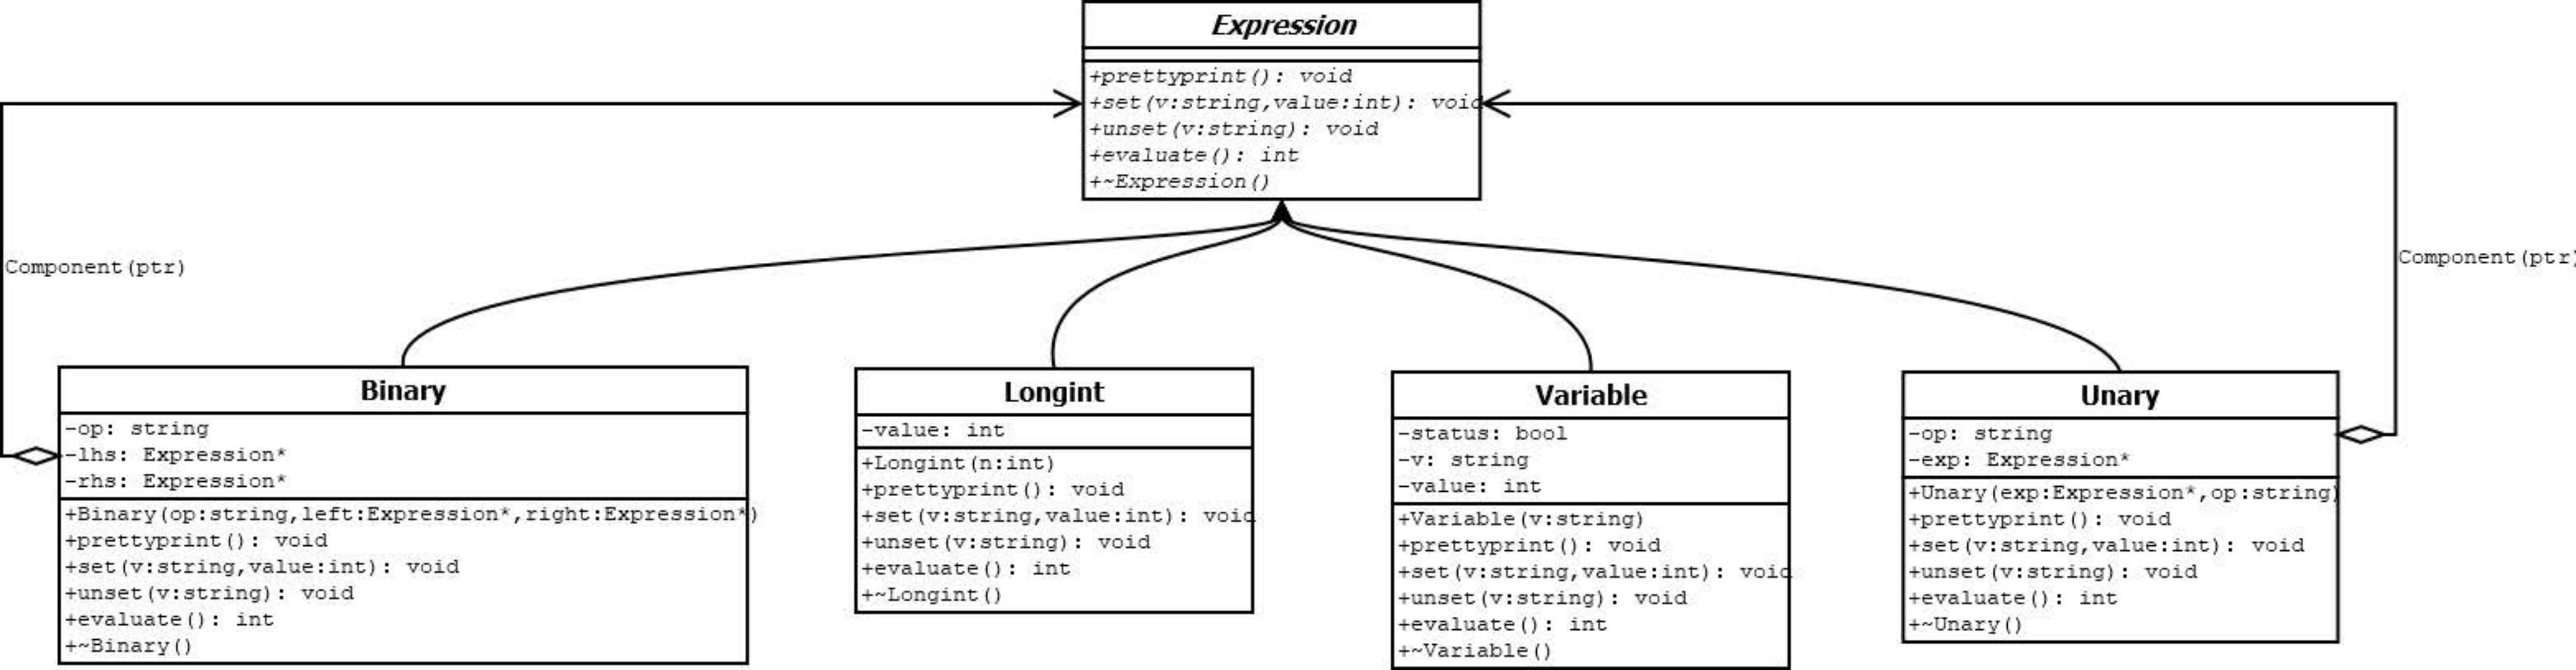 Expression
+prettyprint(): void
+set(v:string,value:int): void
+unset(v:string): void
+evaluate(): int
+~Expression()
Component(ptr)
Component(ptr)
Binary
-op: string
-lhs: Expression*
-rhs: Expression*
+Binary(op:string,left:Expression*,right:Expression*)
+prettyprint(): void
+set(v:string,value:int): void
+unset(v:string): void
+evaluate(): int
+~Binary()
Longint
-value: int
+Longint(n:int)
+prettyprint(): void
+set(v:string,value:int): void
+unset(v:string): void
+evaluate(): int
+~Longint()
Variable
-status: bool
-v: string
-value: int
+Variable(v:string)
+prettyprint(): void
+set(v:string,value:int): void
+unset(v:string): void
+evaluate(): int
+~Variable()
Unary
-op: string
-exp: Expression*
+Unary(exp:Expression*,op:string)
+prettyprint(): void
+set(v:string,value:int): void
+unset(v:string): void
+evaluate(): int
+~Unary()